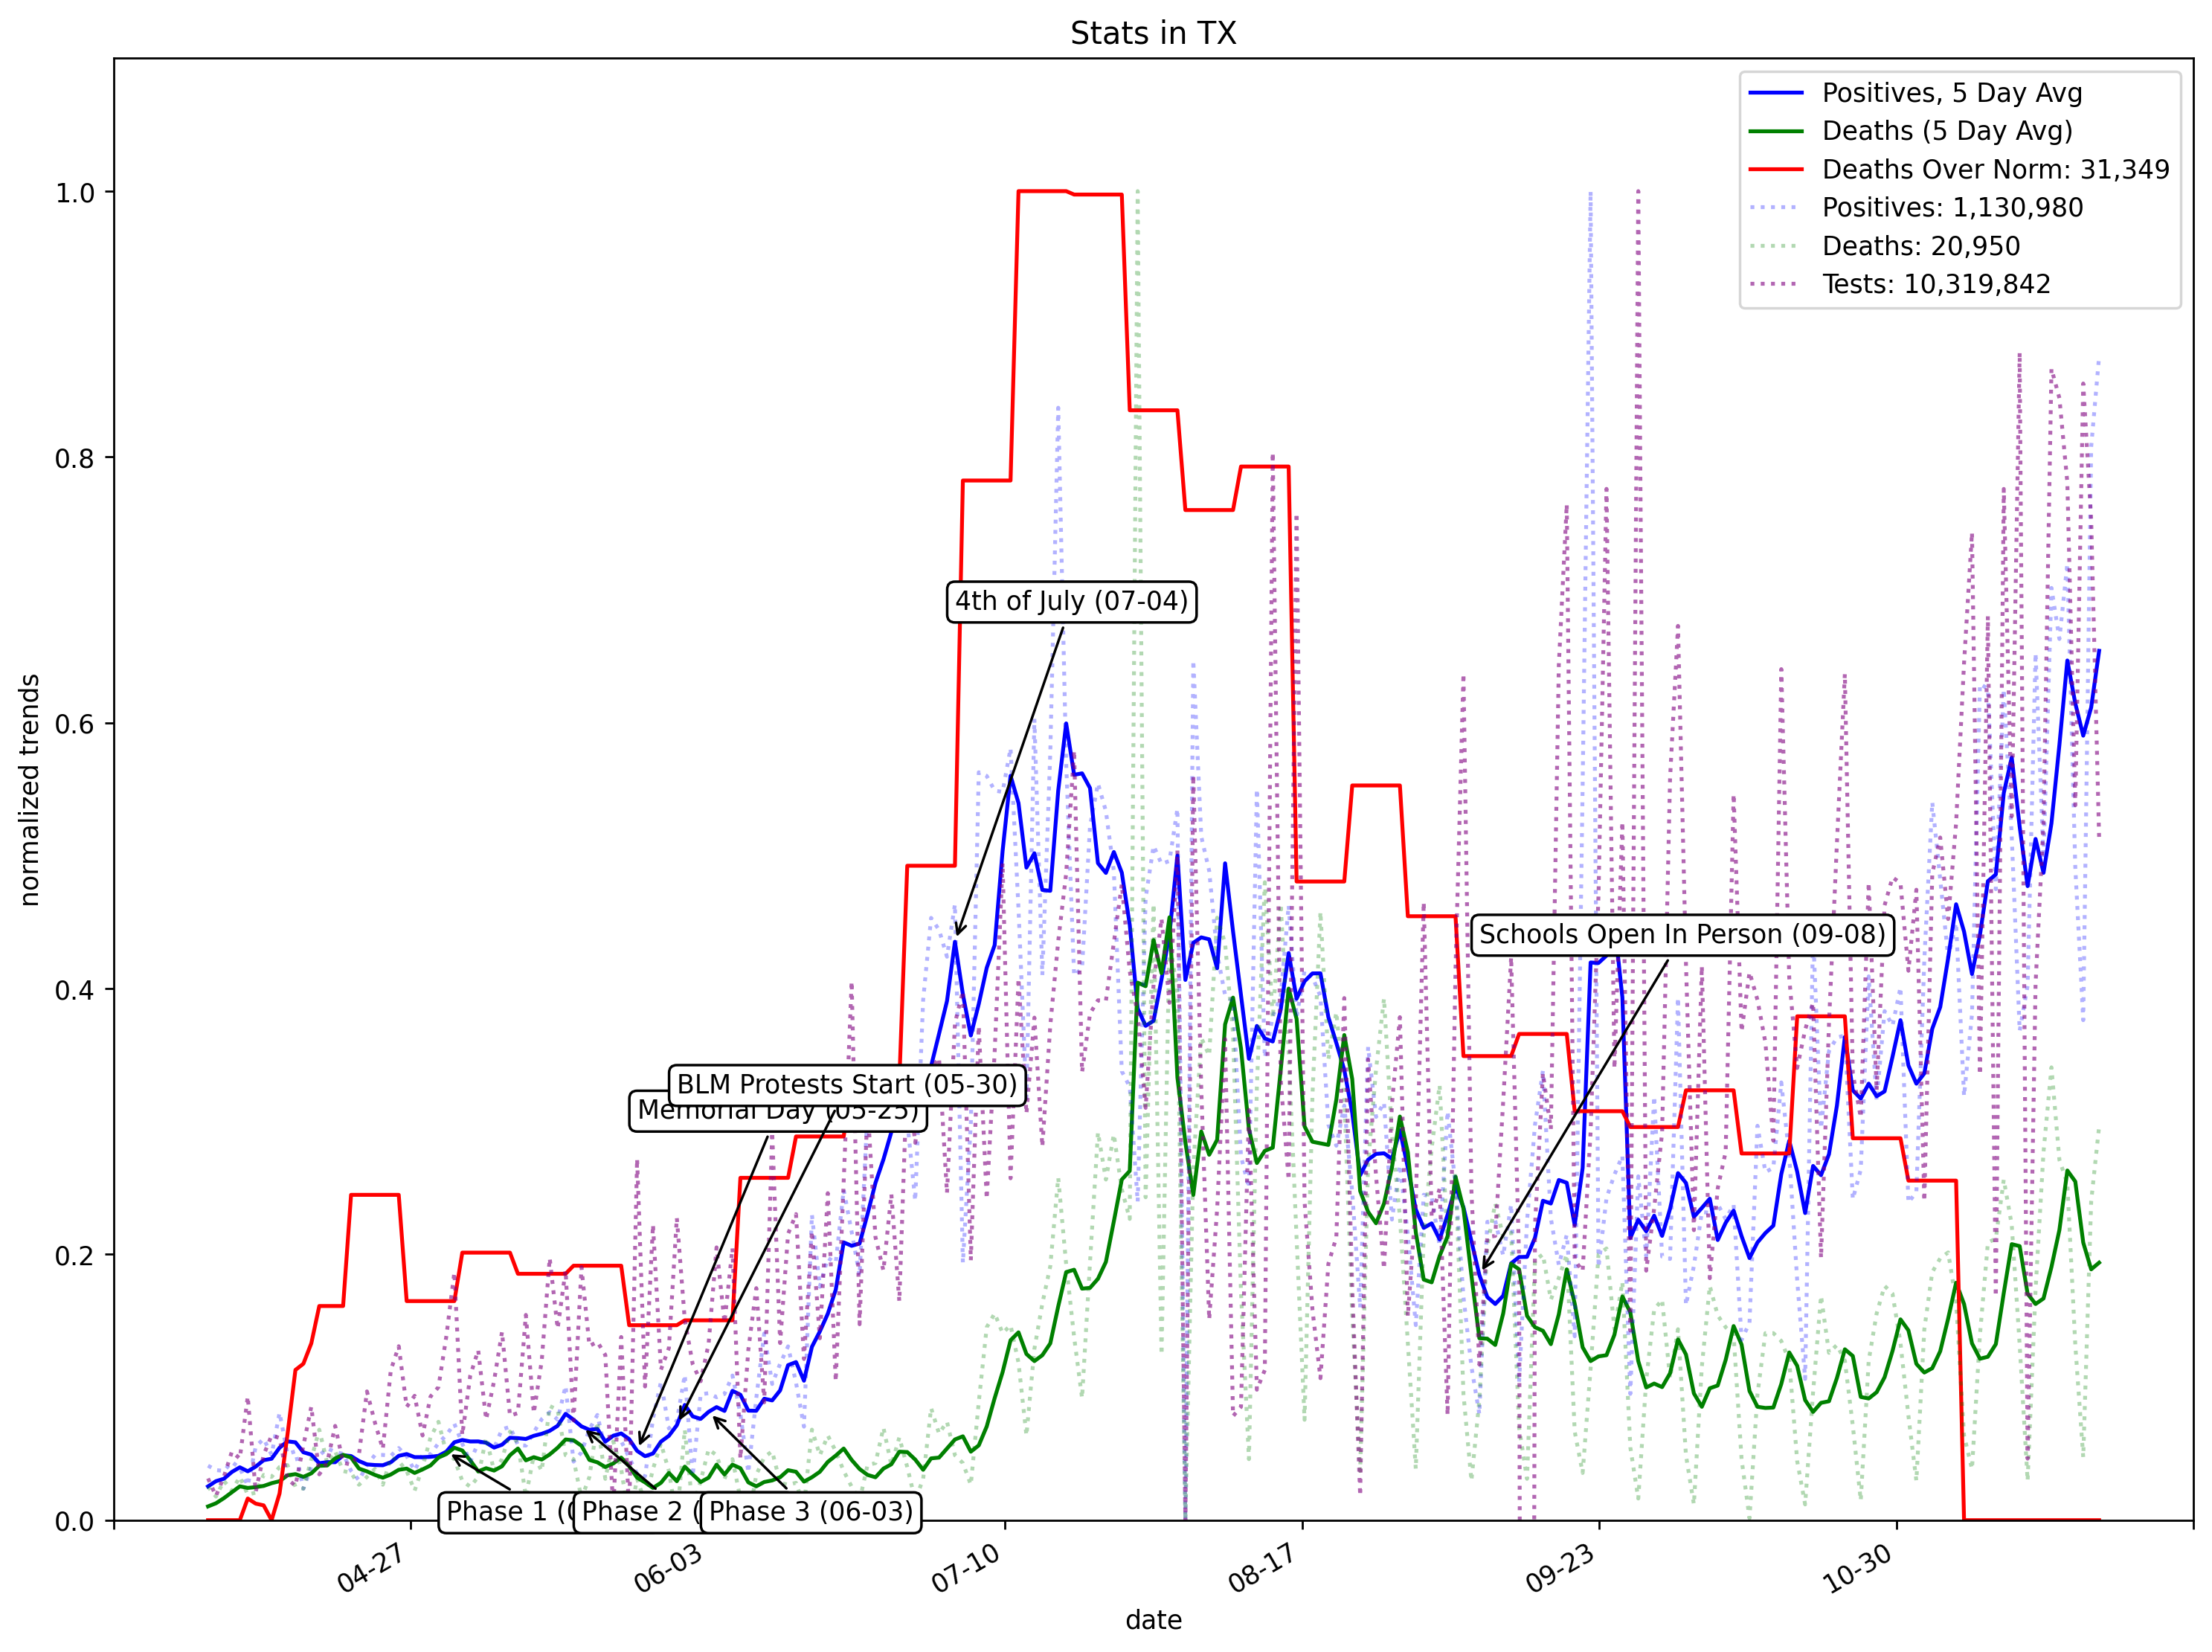 Stats in TX
Positives, 5 Day Avg
Deaths (5 Day Avg)
Deaths Over Norm: 31,349
Positives: 1,130,980
Deaths: 20,950
Tests: 10,319,842
1.0
0.8
0.6
0.4
0.2
0.0
normalized trends
4th of July (07-04)
Schools Open In Person (09-08)
BLM Protests Start (05-30)
Memorial Day (05-25)
Phase 1 (
Phase 2 (
Phase 3 (06-03)
04-27
06-03
07-10
08-17
09-23
10-30
date